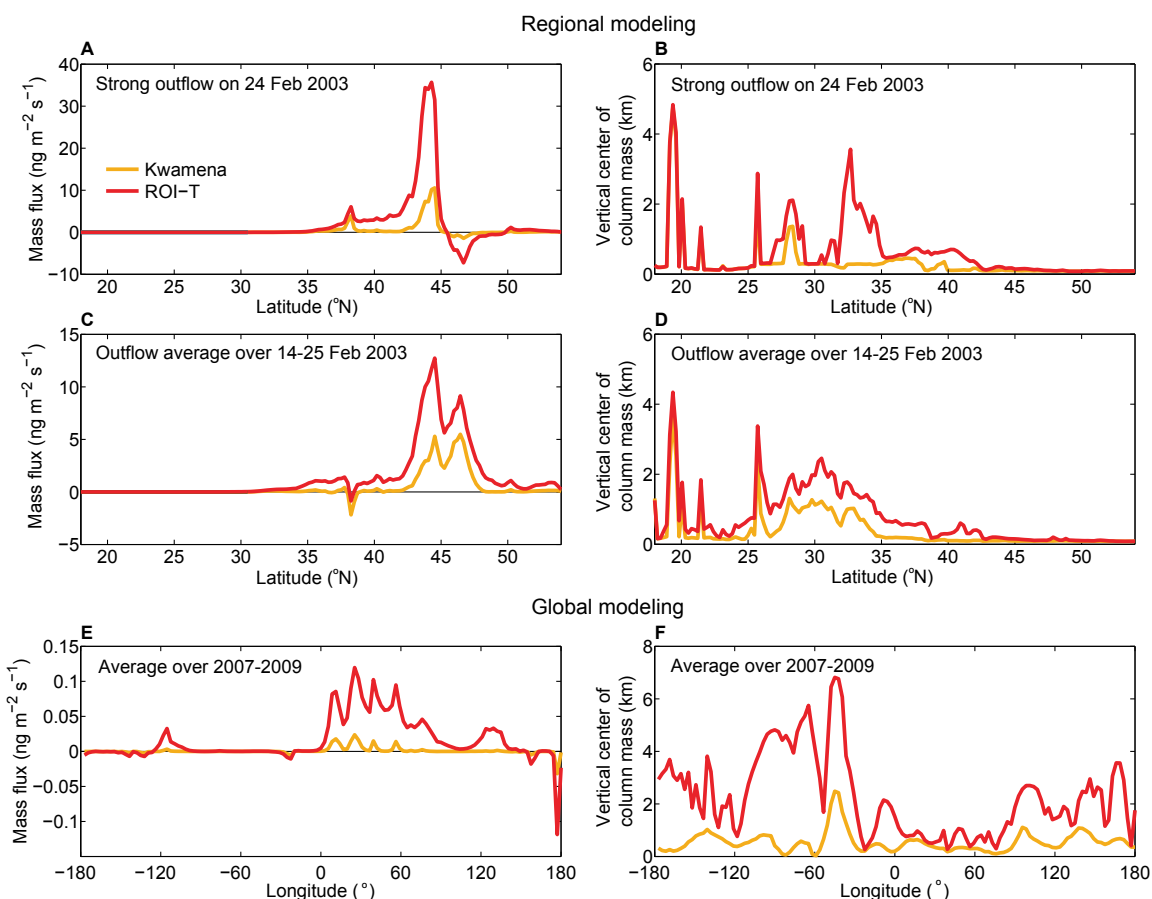 Regional modeling
A
B
Strong outflow on 24 Feb 2003
Strong outflow on 24 Feb 2003
Kwamena
ROI−T
Mass flux (ng m−2 s−1)
40
30
20
10
0
−10
20 25 30 35 40 45 50
Latitude (oN)
Vertical center of
column mass (km)
6
4
2
0
20 25 30 35 40 45 50
Latitude (oN)
C
D
Outflow average over 14-25 Feb 2003
Outflow average over 14-25 Feb 2003
Mass flux (ng m−2 s−1)
15
10
5
0
−5
20 25 30 35 40 45 50
Latitude (oN)
Vertical center of
column mass (km)
6
4
2
0
20 25 30 35 40 45 50
Latitude (oN)
Global modeling
E
F
Average over 2007-2009
Average over 2007-2009
Mass flux (ng m−2 s−1)
0.15
0.1
0.05
0
−0.05
−0.1
−180 −120 −60 0 60 120 180
Longitude (o)
Vertical center of
column mass (km)
8
6
4
2
0
−180 −120 −60 0 60 120 180
Longitude (o)